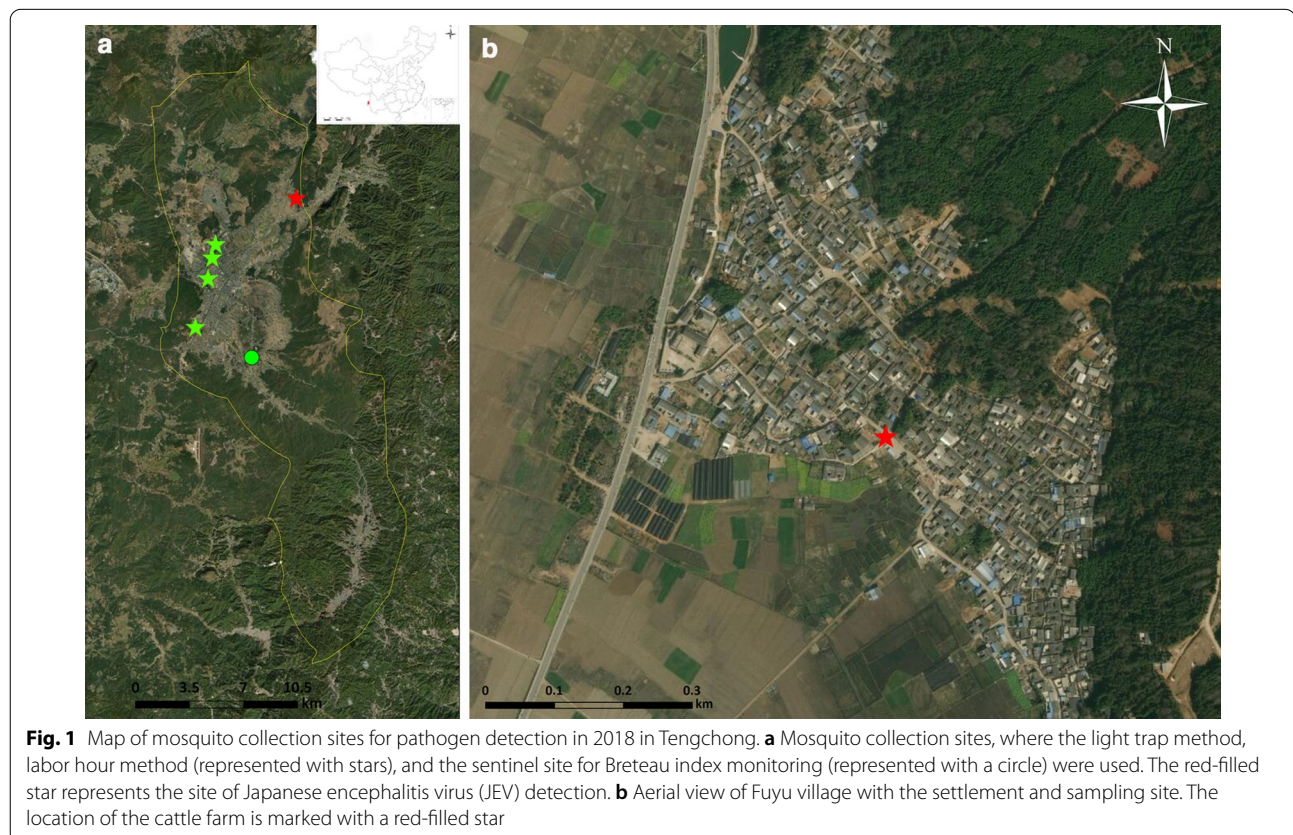 a
0 3.5 7 10.5
km
b
N
0 0.1 0.2 0.3
km
Fig. 1 Map of mosquito collection sites for pathogen detection in 2018 in Tengchong. a Mosquito collection sites, where the light trap method,
labor hour method (represented with stars), and the sentinel site for Breteau index monitoring (represented with a circle) were used. The red-filled
star represents the site of Japanese encephalitis virus (JEV) detection. b Aerial view of Fuyu village with the settlement and sampling site. The
location of the cattle farm is marked with a red-filled star